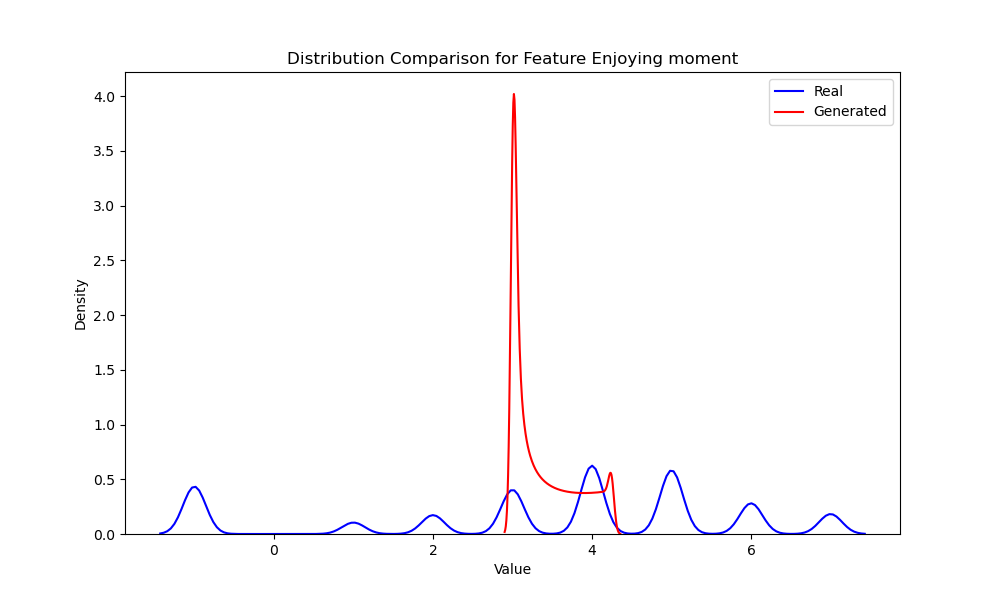 Distribution Comparison for Feature Enjoying moment
Real
Generated
Density
4.0
3.5
3.0
2.5
2.0
1.5
1.0
0.5
0.0
0 2 4 6
Value